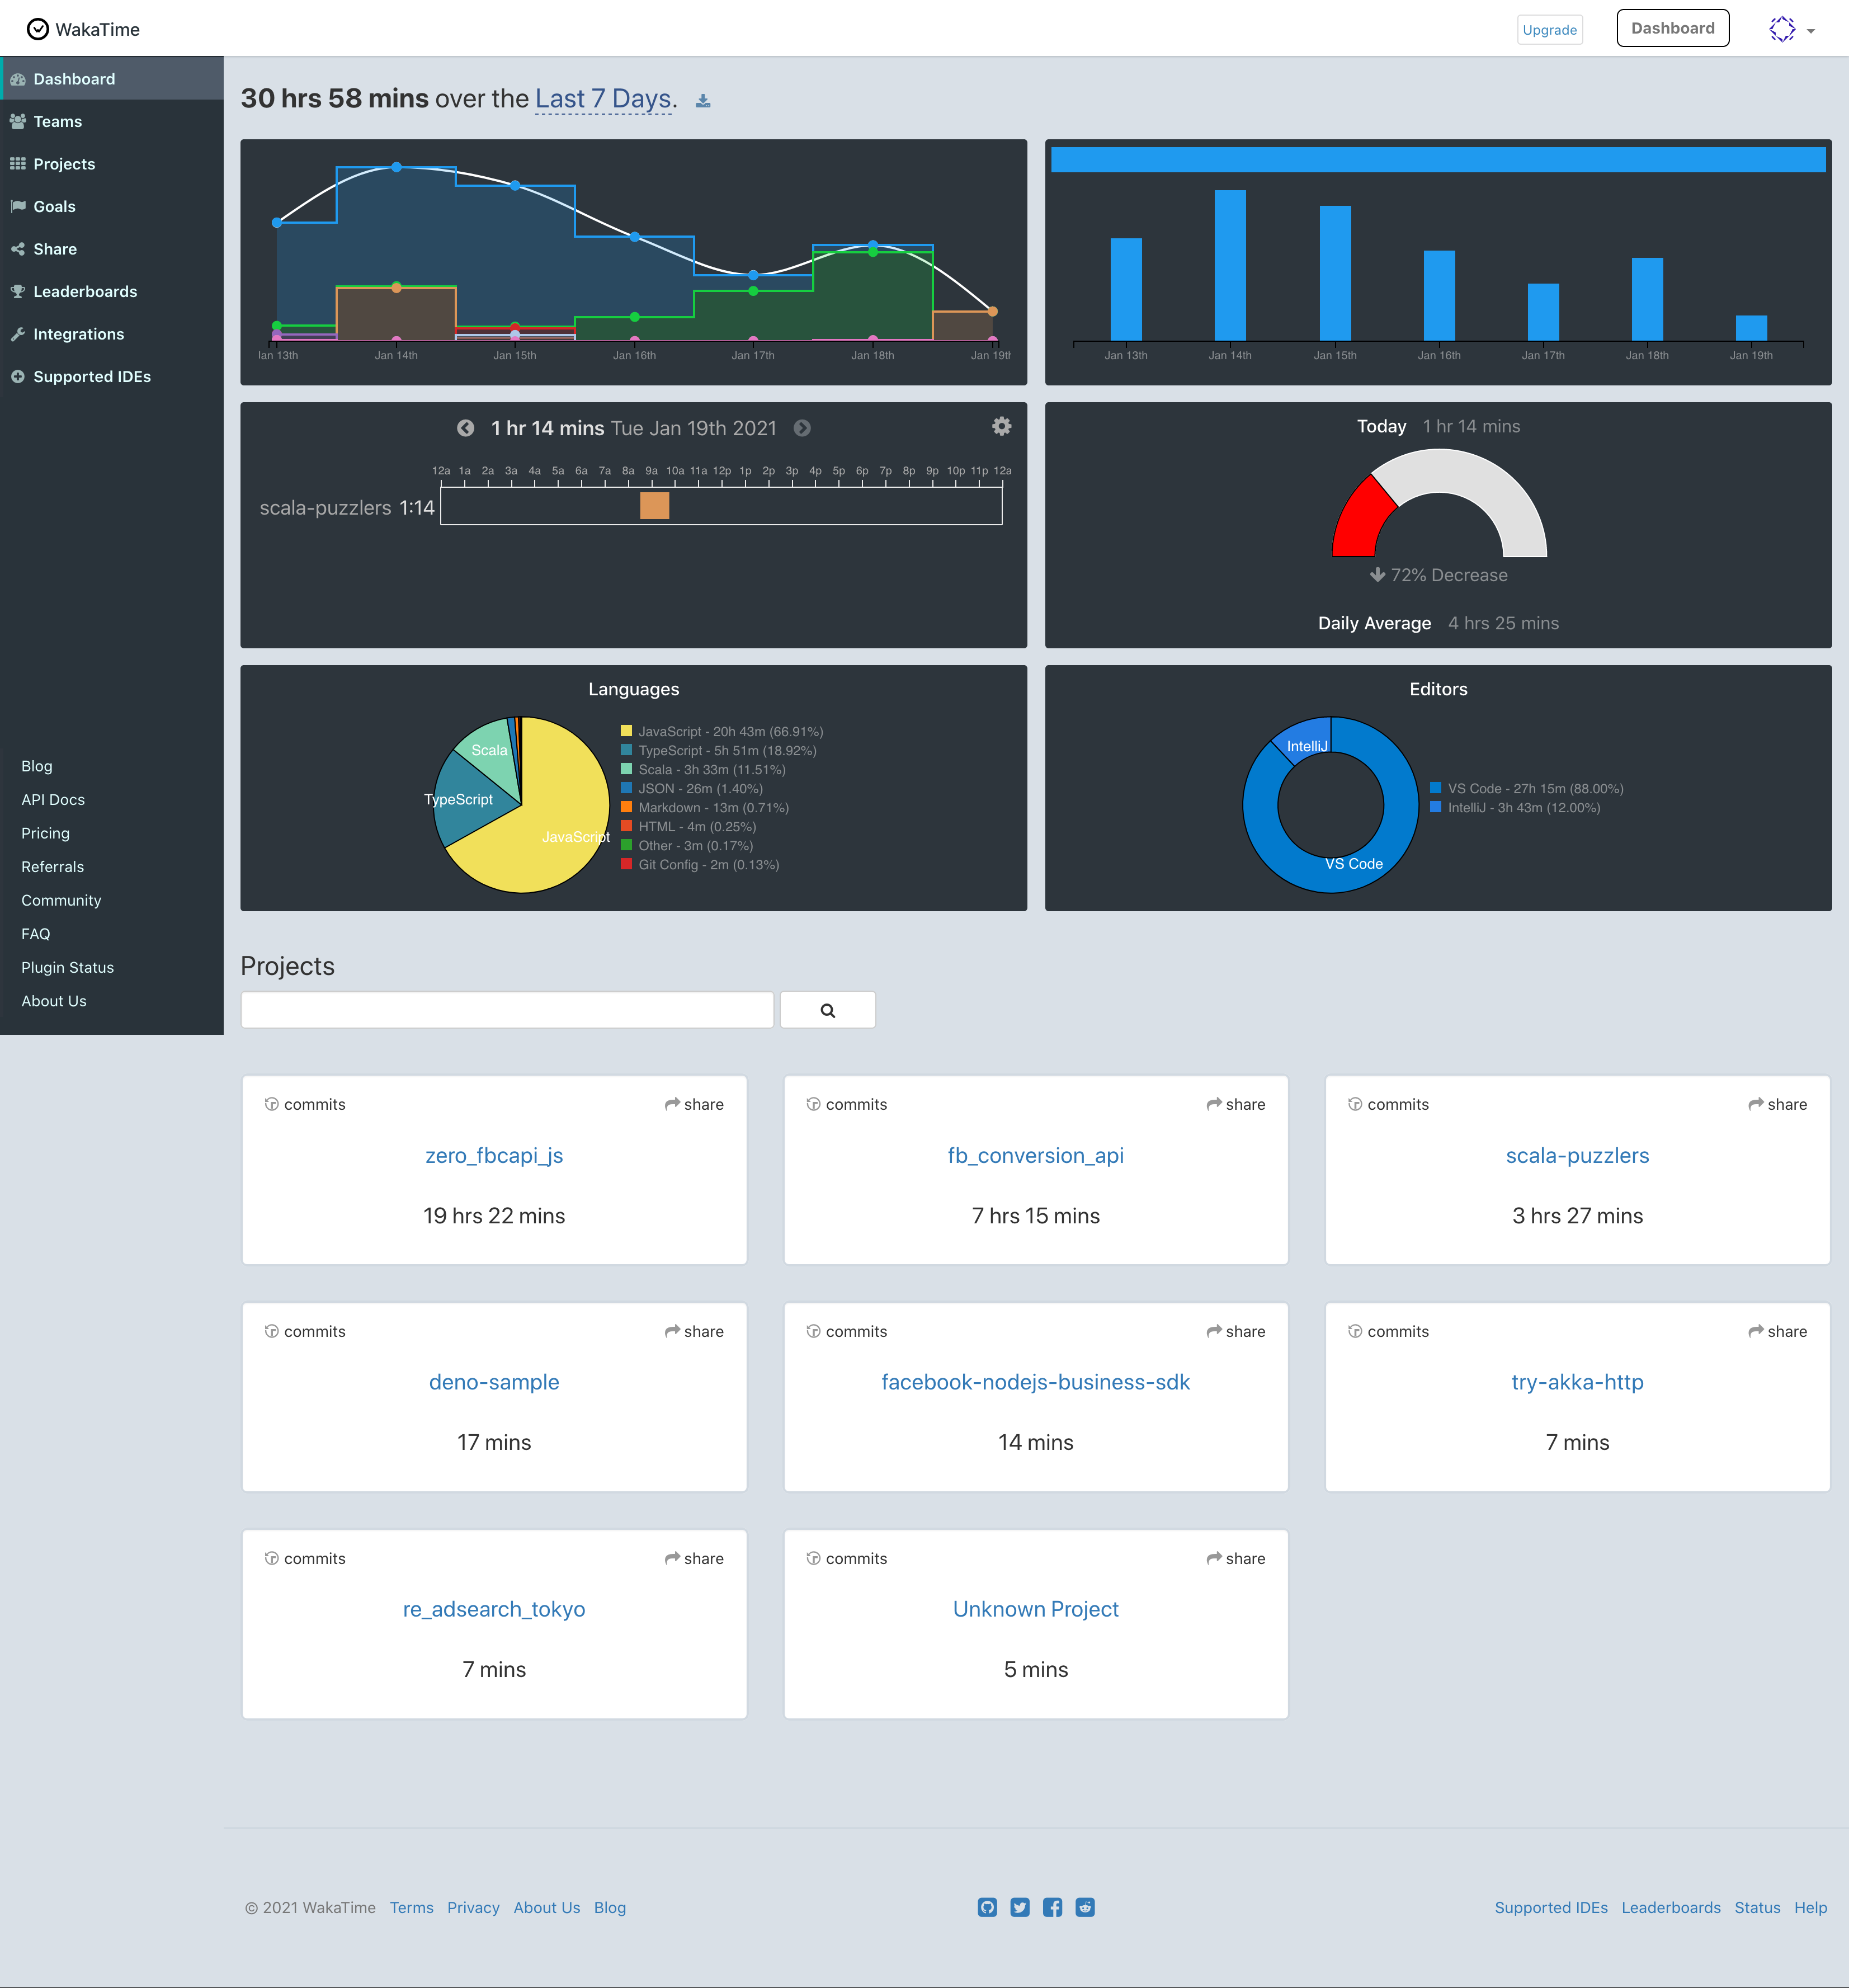 WakaTime
Upgrade
Dashboard
Dashboard
Teams
Projects
Goals
Share
Leaderboards
Integrations
Supported IDEs
Blog
API Docs
Pricing
Referrals
Community
FAQ
Plugin Status
About Us
30 hrs 58 mins over the Last 7 Days.
Jan 13th Jan 14th Jan 15th Jan 16th Jan 17th Jan 18th Jan 19th
Jan 13th Jan 14th Jan 15th Jan 16th Jan 17th Jan 18th Jan 19th
1 hr 14 mins Tue Jan 19th 2021
12a 1a 2a 3a 4a 5a 6a 7a 8a 9a 10a 11a 12p 1p 2p 3p 4p 5p 6p 7p 8p 9p 10p 11p 12a
scala-puzzlers 1:14
Today 1 hr 14 mins
72% Decrease
Daily Average 4 hrs 25 mins
Languages
Scala
TypeScript
JavaScript
JavaScript - 20h 43m (66.91%)
TypeScript - 5h 51m (18.92%)
Scala - 3h 33m (11.51%)
JSON - 26m (1.40%)
Markdown - 13m (0.71%)
HTML - 4m (0.25%)
Other - 3m (0.17%)
Git Config - 2m (0.13%)
Editors
IntelliJ
VS Code
VS Code - 27h 15m (88.00%)
IntelliJ - 3h 43m (12.00%)
Projects
commits share
zero_fbcapi_js
19 hrs 22 mins
commits share
fb_conversion_api
7 hrs 15 mins
commits share
scala-puzzlers
3 hrs 27 mins
commits share
deno-sample
17 mins
commits share
facebook-nodejs-business-sdk
14 mins
commits share
try-akka-http
7 mins
commits share
re_adsearch_tokyo
7 mins
commits share
Unknown Project
5 mins
© 2021 WakaTime Terms Privacy About Us Blog
Supported IDEs Leaderboards Status Help